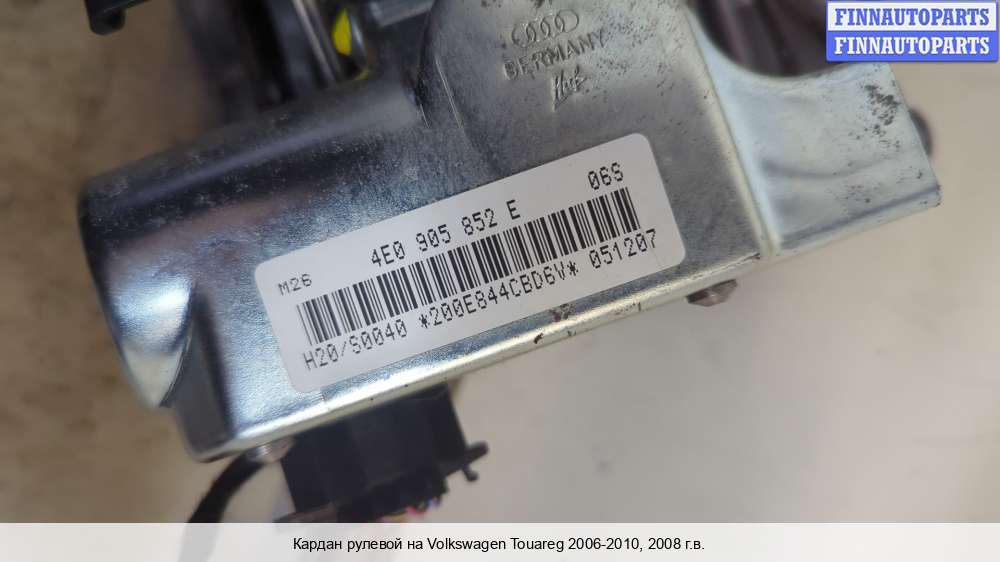 FINNAUTOPARTS
FINNAUTOPARTS
GERMANY
Huf
4E0 905 852 E 06S
M26
H20/S0040 *200E844CBD6V* 051207
Кардан рулевой на Volkswagen Touareg 2006-2010, 2008 г.в.